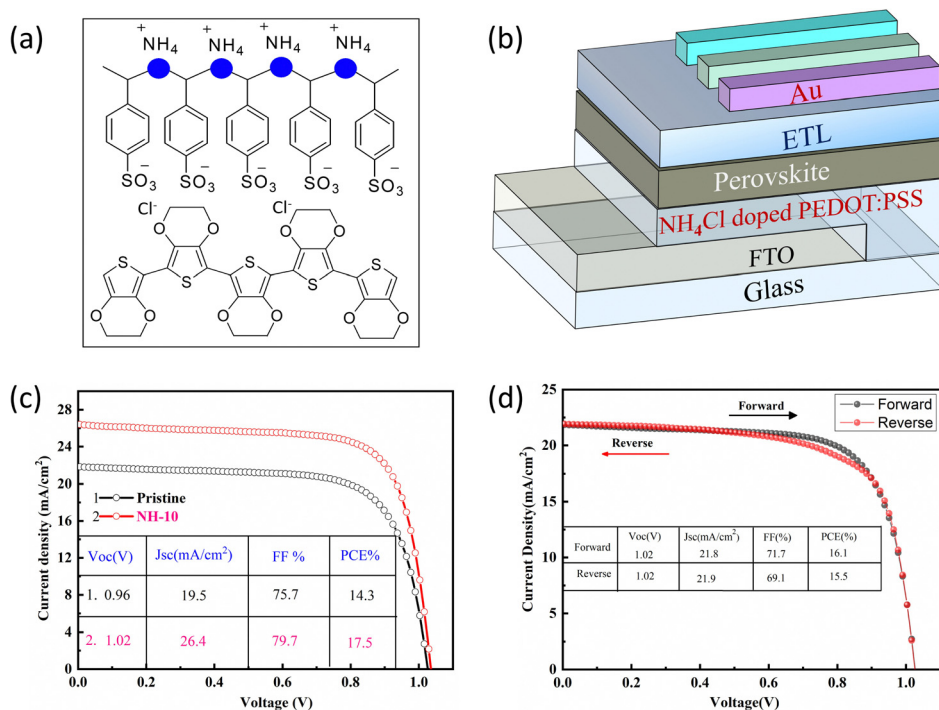 (a)
+ + + +
NH4 NH4 NH4 NH4
− − − − −
SO3 SO3 SO3 SO3 SO3
Cl- Cl-
O O O O
S S S S S
O O O O O O
(b)
Au
ETL
Perovskite
NH4Cl doped PEDOT:PSS
FTO
Glass
(c)
Current density (mA/cm2)
28
24
20
16
12
8
4
0
1 Pristine
2 NH-10
Voc(V) Jsc(mA/cm2) FF % PCE%
1. 0.96 19.5 75.7 14.3
2. 1.02 26.4 79.7 17.5
0.0 0.2 0.4 0.6 0.8 1.0
Voltage (V)
(d)
Current Density (mA/cm2)
25
20
15
10
5
0
Forward
Reverse
Forward
Reverse
Voc(V) Jsc(mA/cm2) FF(%) PCE(%)
Forward 1.02 21.8 71.7 16.1
Reverse 1.02 21.9 69.1 15.5
0.0 0.2 0.4 0.6 0.8 1.0
Voltage(V)